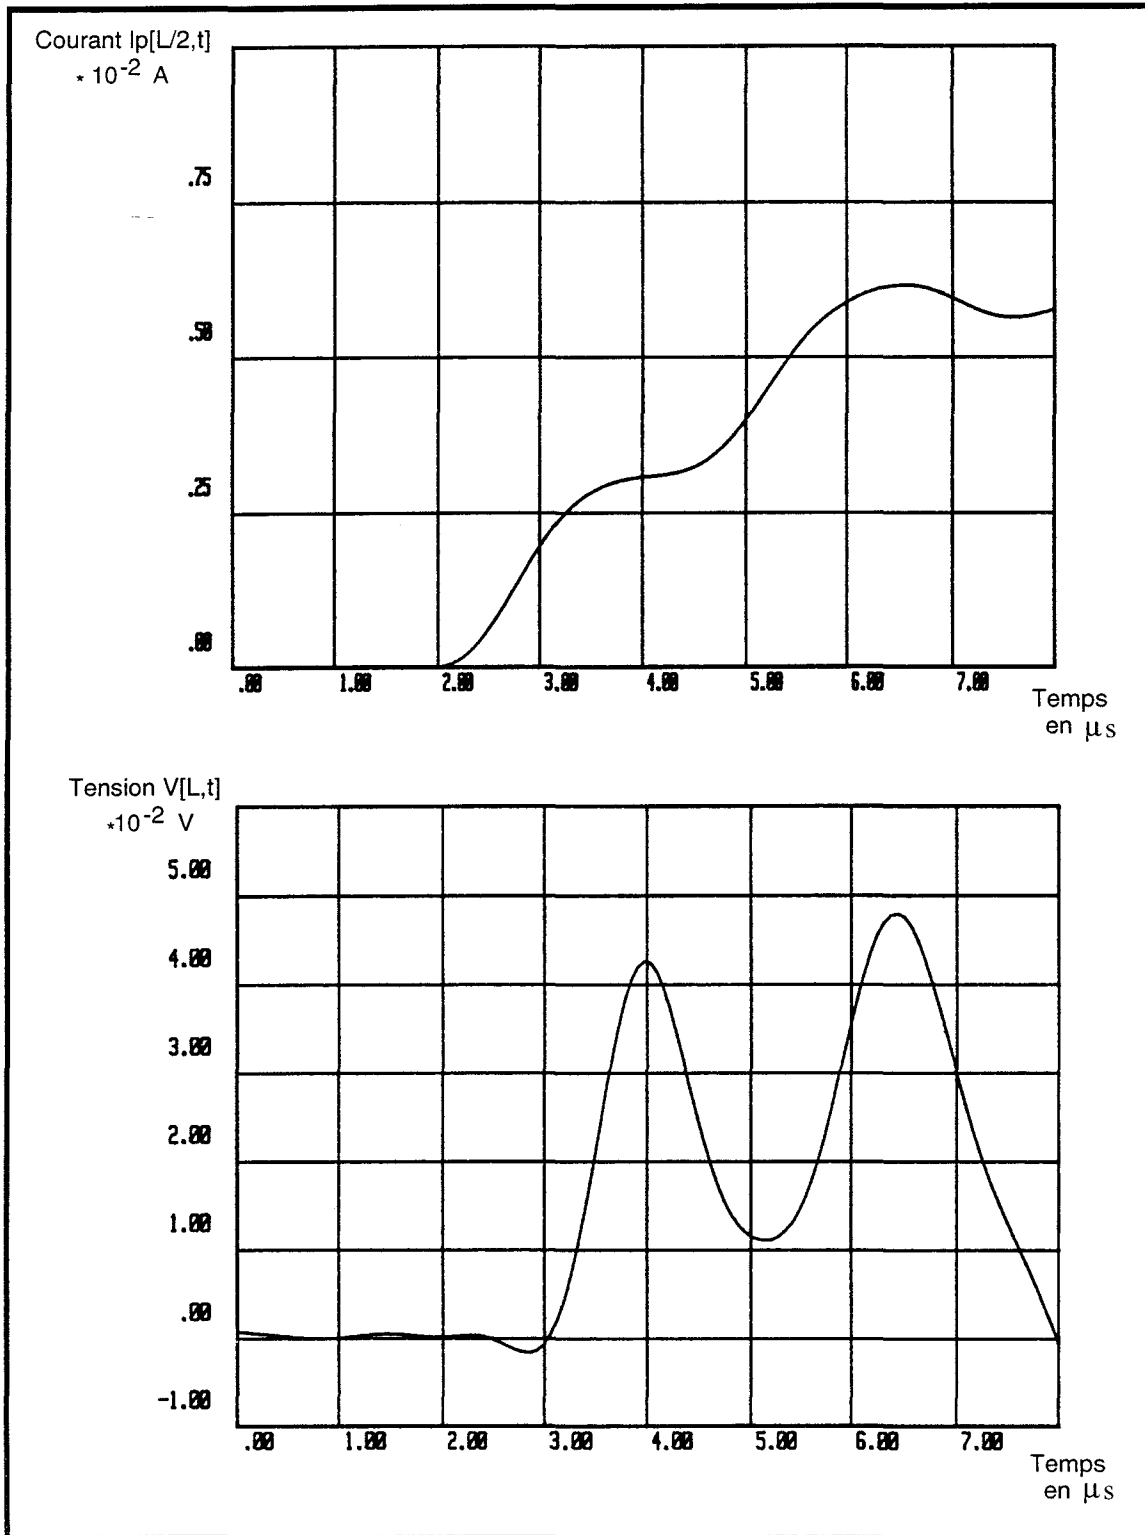 Courant Ip[L/2,t]
* 10-2 A
.75
.50
.25
.00
.00 1.00 2.00 3.00 4.00 5.00 6.00 7.00
Temps
en μs
Tension V[L,t]
*10-2 V
5.00
4.00
3.00
2.00
1.00
.00
-1.00
.00 1.00 2.00 3.00 4.00 5.00 6.00 7.00
Temps
en μs